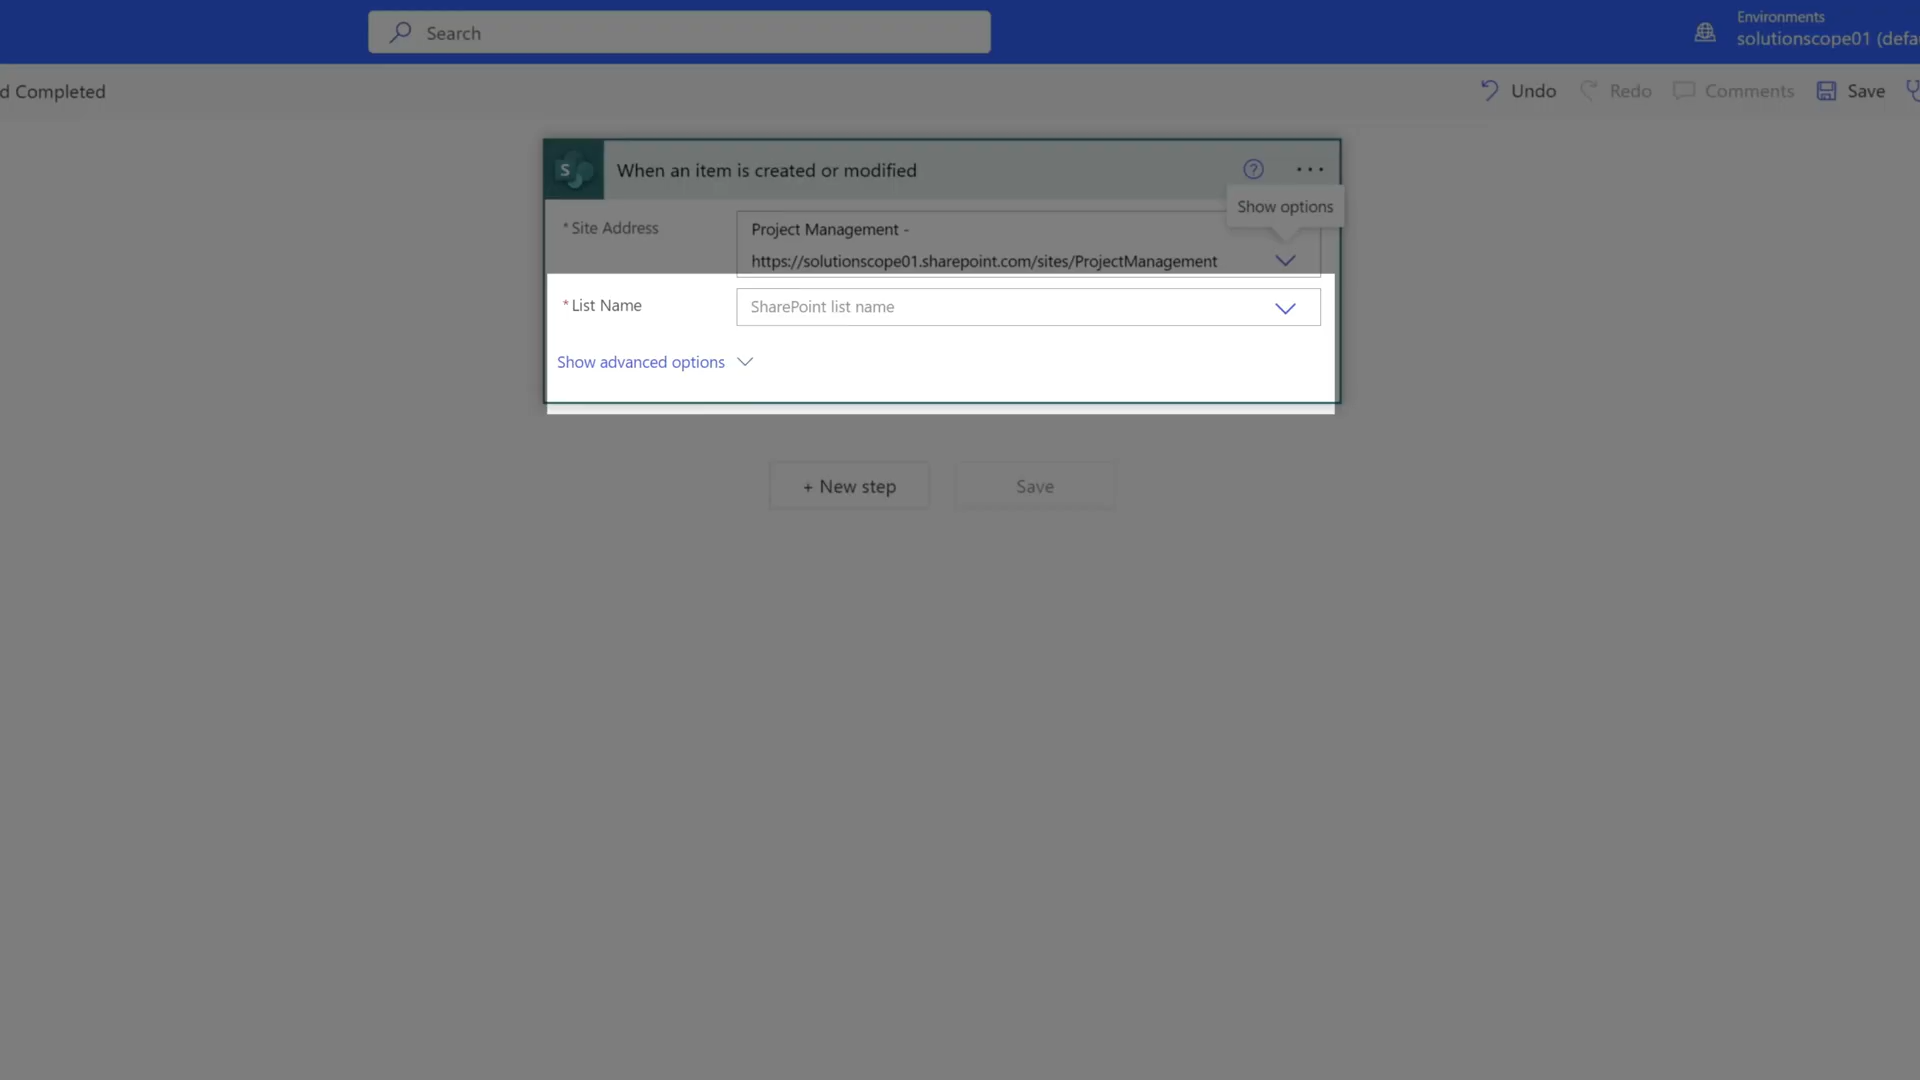 Search
Environments
solutionscope01 (defa
d Completed
Undo
Redo
Comments
Save
S
When an item is created or modified
?
...
Show options
* Site Address
Project Management -
https://solutionscope01.sharepoint.com/sites/ProjectManagement
* List Name
SharePoint list name
Show advanced options
+ New step
Save